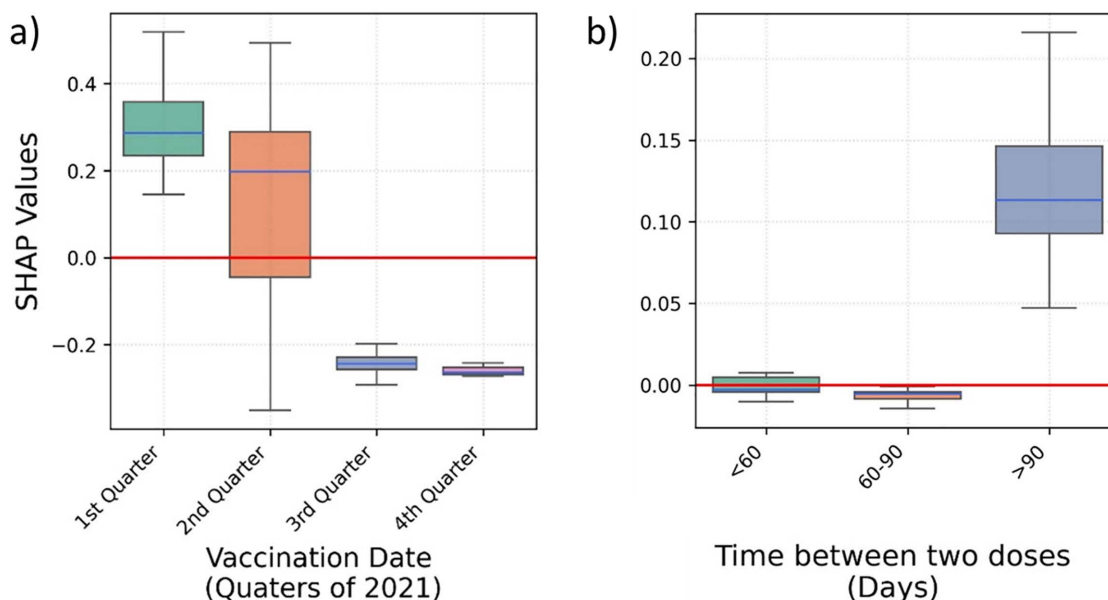 a)
SHAP Values
0.4
0.2
0.0
−0.2
1st Quarter
2nd Quarter
3rd Quarter
4th Quarter
Vaccination Date
(Quaters of 2021)
b)
0.20
0.15
0.10
0.05
0.00
<60
60-90
>90
Time between two doses
(Days)